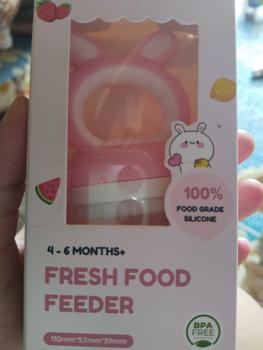 100%
FOOD GRADE
SILICONE
4 - 6 MONTHS+
FRESH FOOD
FEEDER
110mm*57mm*39mm
BPA
FREE